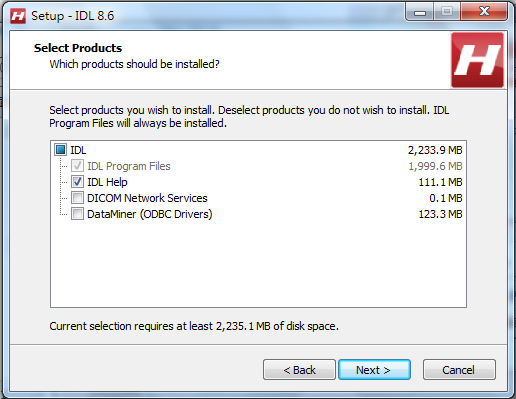 Setup - IDL 8.6
Select Products
Which products should be installed?
H
Select products you wish to install. Deselect products you do not wish to install. IDL
Program Files will always be installed.
IDL 2,233.9 MB
IDL Program Files 1,999.6 MB
IDL Help 111.1 MB
DICOM Network Services 0.1 MB
DataMiner (ODBC Drivers) 123.3 MB
Current selection requires at least 2,235.1 MB of disk space.
< Back Next > Cancel